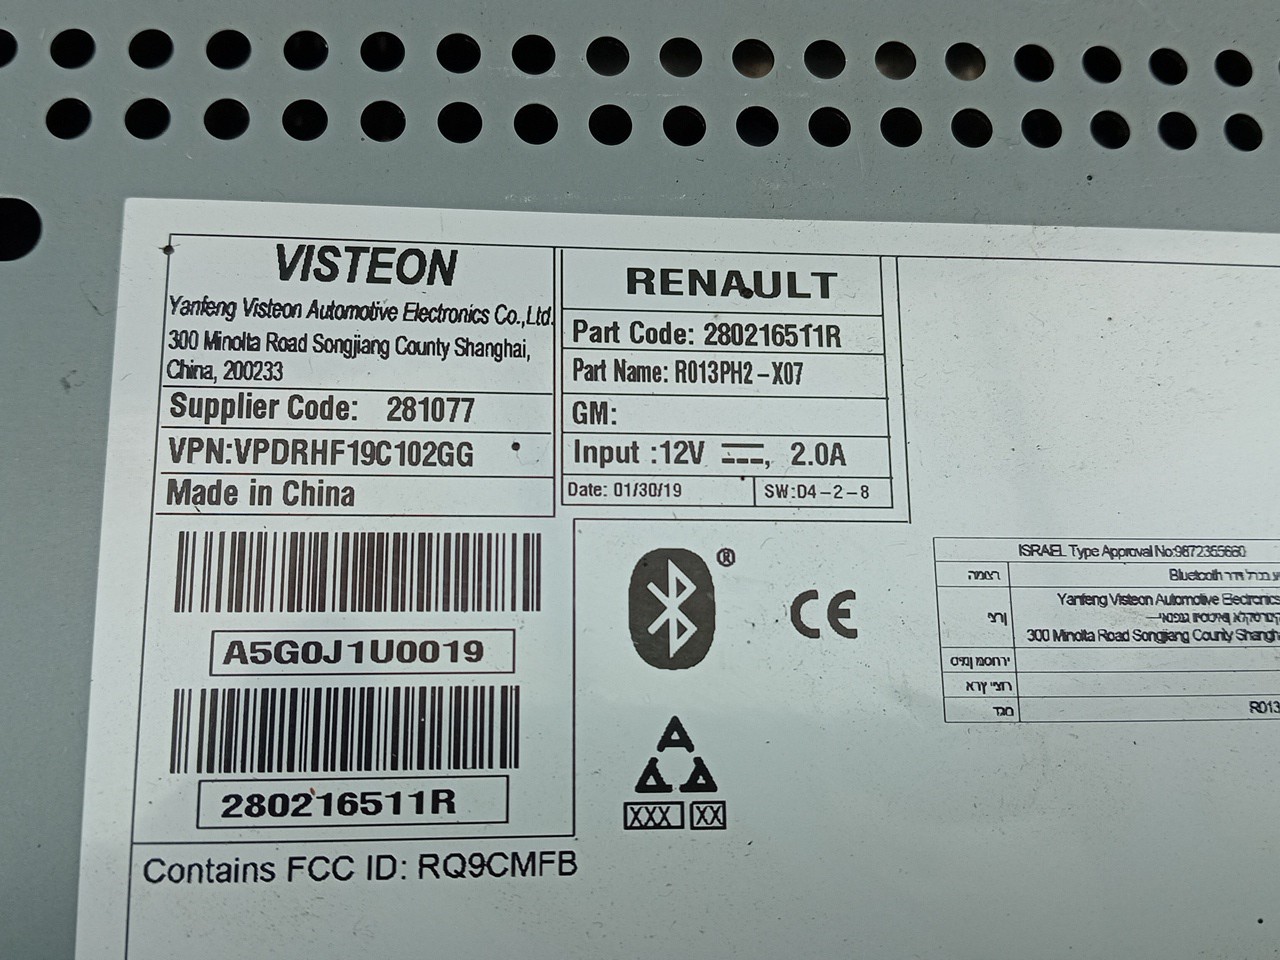 VISTEON
Yanfeng Visteon Automotive Electronics Co.,Ltd.
300 Minolta Road Songjiang County Shanghai,
China, 200233
Supplier Code: 281077
VPN:VPDRHF19C102GG
Made in China
RENAULT
Part Code: 280216511R
Part Name: R013PH2-X07
GM:
Input :12V , 2.0A
Date: 01/30/19 SW:D4-2-8
A5G0J1U0019
280216511R
Contains FCC ID: RQ9CMFB
®
CE
A
XXX XX
ISRAEL Type Approval No:9872355660
Bluetooth
Yanfeng Visteon Automotive Electronics
300 Minolta Road Songjiang County Shangh
R013